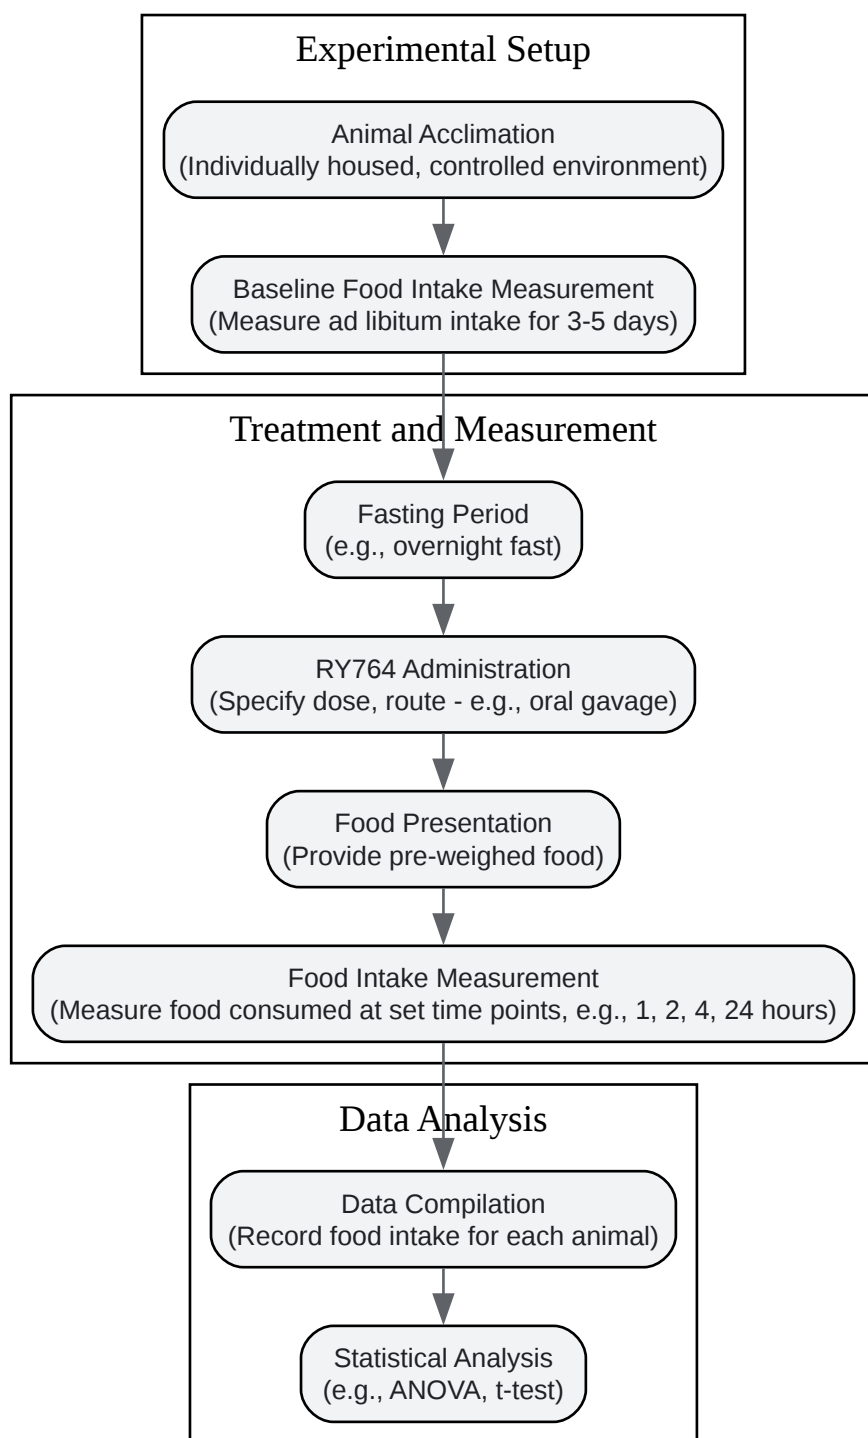 Experimental Setup
Animal Acclimation
(Individually housed, controlled environment)
Baseline Food Intake Measurement
(Measure ad libitum intake for 3-5 days)
Treatment and Measurement
Fasting Period
(e.g., overnight fast)
RY764 Administration
(Specify dose, route - e.g., oral gavage)
Food Presentation
(Provide pre-weighed food)
Food Intake Measurement
(Measure food consumed at set time points, e.g., 1, 2, 4, 24 hours)
Data Analysis
Data Compilation
(Record food intake for each animal)
Statistical Analysis
(e.g., ANOVA, t-test)